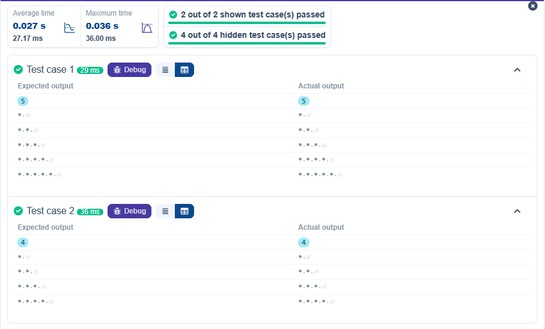 Average time
0.027 s
27.17 ms
Maximum time
0.036 s
36.00 ms
2 out of 2 shown test case(s) passed
4 out of 4 hidden test case(s) passed
Test case 1 29 ms Debug
Expected output Actual output
5 5
*·⏎ *·⏎
*·*·⏎ *·*·⏎
*·*·*·⏎ *·*·*·⏎
*·*·*·*·⏎ *·*·*·*·⏎
*·*·*·*·*·⏎ *·*·*·*·*·⏎
Test case 2 36 ms Debug
Expected output Actual output
4 4
*·⏎ *·⏎
*·*·⏎ *·*·⏎
*·*·*·⏎ *·*·*·⏎
*·*·*·*·⏎ *·*·*·*·⏎